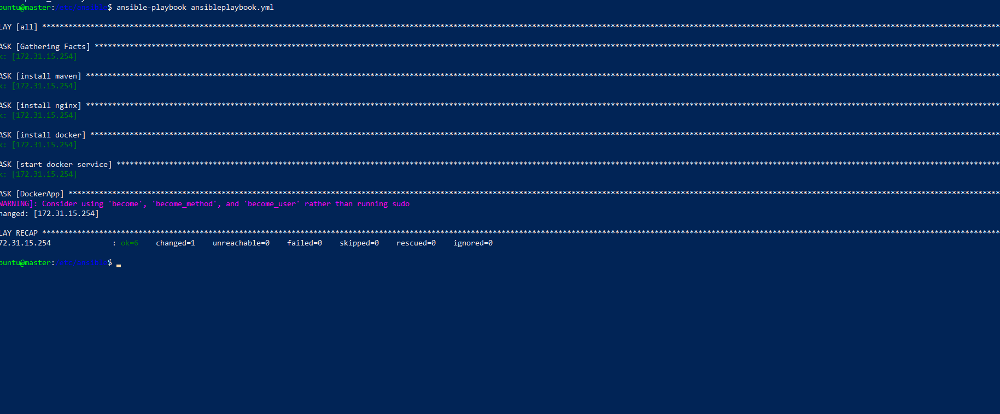 buntu@master:/etc/ansible$ ansible-playbook ansibleplaybook.yml
LAY [all] ****************************************************************************************************************************************************************************************************************************
ASK [Gathering Facts] ****************************************************************************************************************************************************************************************************************
k: [172.31.15.254]
ASK [install maven] ******************************************************************************************************************************************************************************************************************
k: [172.31.15.254]
ASK [install nginx] ******************************************************************************************************************************************************************************************************************
k: [172.31.15.254]
ASK [install docker] *****************************************************************************************************************************************************************************************************************
k: [172.31.15.254]
ASK [start docker service] ***********************************************************************************************************************************************************************************************************
k: [172.31.15.254]
ASK [DockerApp] **********************************************************************************************************************************************************************************************************************
WARNING]: Consider using 'become', 'become_method', and 'become_user' rather than running sudo
hanged: [172.31.15.254]
LAY RECAP ****************************************************************************************************************************************************************************************************************************
72.31.15.254 : ok=6 changed=1 unreachable=0 failed=0 skipped=0 rescued=0 ignored=0
buntu@master:/etc/ansible$